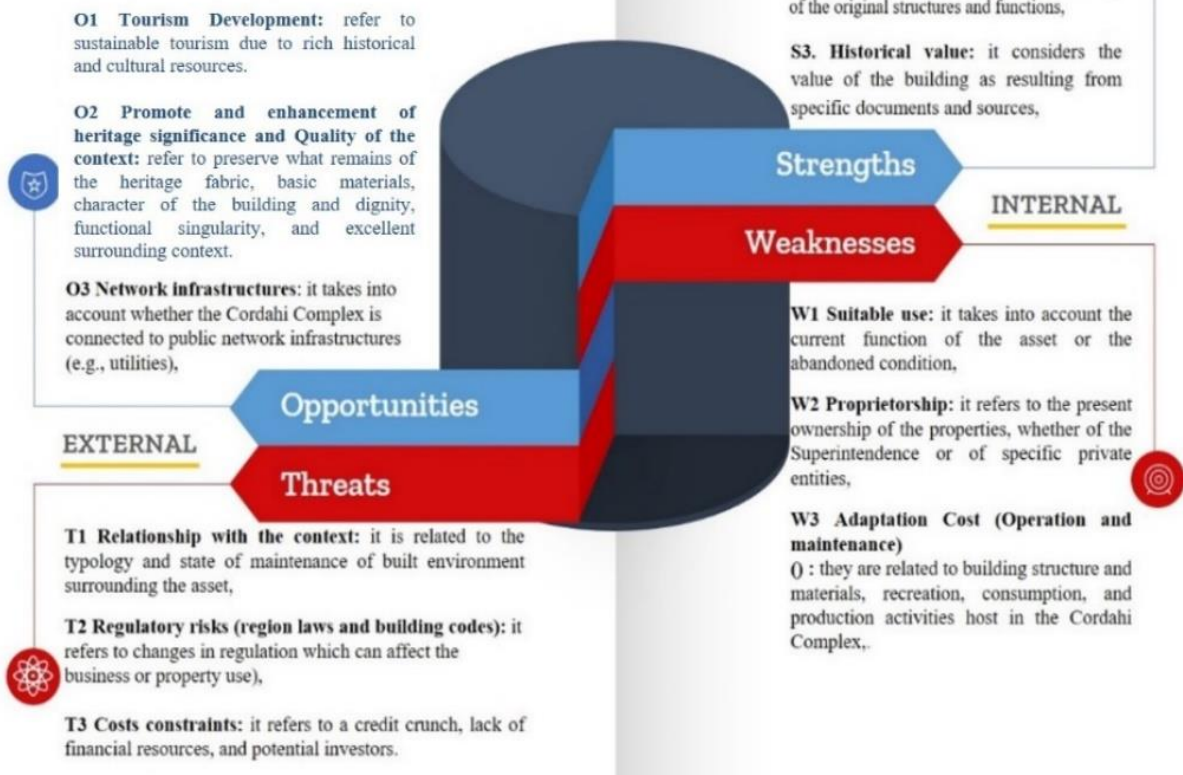 O1 Tourism Development: refer to
sustainable tourism due to rich historical
and cultural resources.
O2 Promote and enhancement of
heritage significance and Quality of the
context: refer to preserve what remains of
the heritage fabric, basic materials,
character of the building and dignity,
functional singularity, and excellent
surrounding context.
O3 Network infrastructures: it takes into
account whether the Cordahi Complex is
connected to public network infrastructures
(e.g., utilities),
Opportunities
EXTERNAL
Threats
T1 Relationship with the context: it is related to the
typology and state of maintenance of built environment
surrounding the asset,
T2 Regulatory risks (region laws and building codes): it
refers to changes in regulation which can affect the
business or property use),
T3 Costs constraints: it refers to a credit crunch, lack of
financial resources, and potential investors.
of the original structures and functions,
S3. Historical value: it considers the
value of the building as resulting from
specific documents and sources,
Strengths
INTERNAL
Weaknesses
W1 Suitable use: it takes into account the
current function of the asset or the
abandoned condition,
W2 Proprietorship: it refers to the present
ownership of the properties, whether of the
Superintendence or of specific private
entities,
W3 Adaptation Cost (Operation and
maintenance)
() : they are related to building structure and
materials, recreation, consumption, and
production activities host in the Cordahi
Complex,.